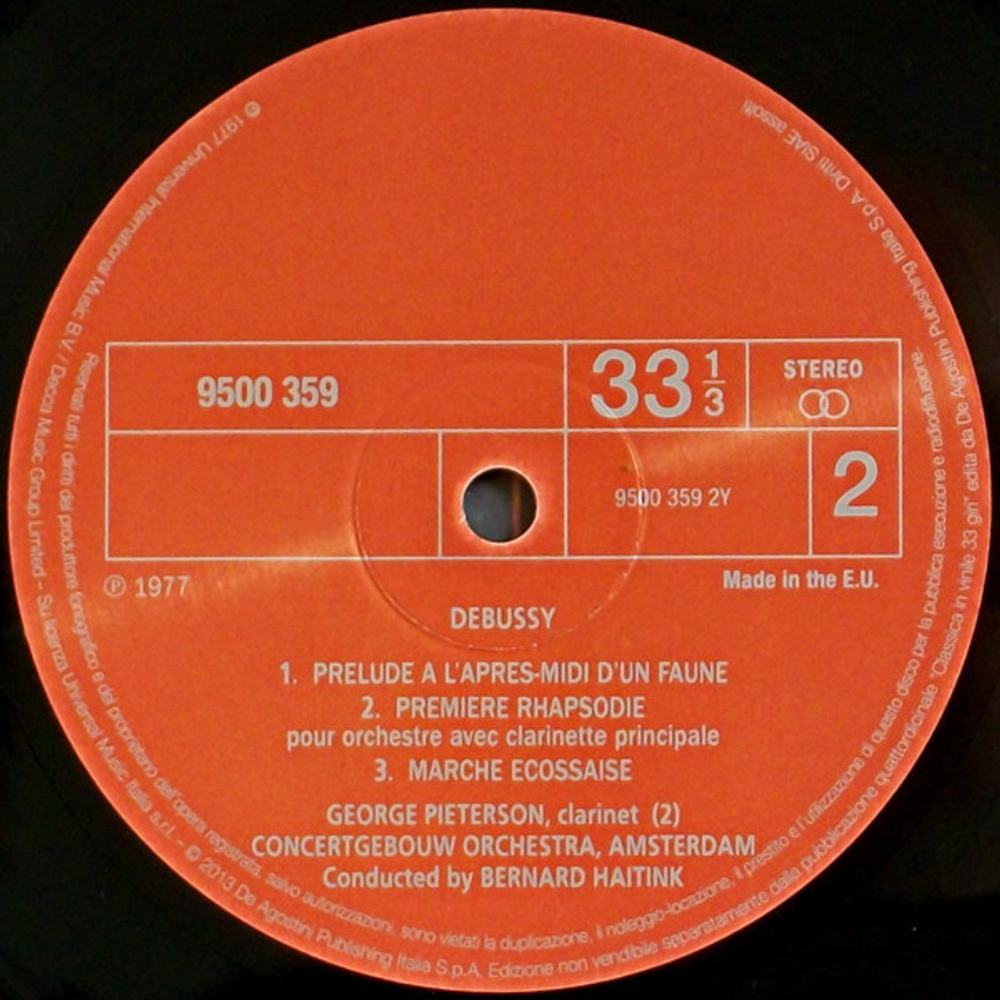 9500 359
33 1/3
STEREO
9500 359 2Y
2
℗ 1977
Made in the E.U.
DEBUSSY
1. PRELUDE A L'APRES-MIDI D'UN FAUNE
2. PREMIERE RHAPSODIE
pour orchestre avec clarinette principale
3. MARCHE ECOSSAISE
GEORGE PIETERSON, clarinet (2)
CONCERTGEBOUW ORCHESTRA, AMSTERDAM
Conducted by BERNARD HAITINK
℗ 1977 Universal International Music B.V. / Decca Music Group Limited - Su licenza Universal Music Italia s.r.l. - © 2013 De Agostini Publishing Italia S.p.A. Edizione non vendibile separatamente dalla pubblicazione quattordicinale "Classica in vinile 33 giri" edita da De Agostini Publishing Italia S.p.A. Diritti SIAE assolti
Riservati tutti i diritti del produttore fonografico e del proprietario dell'opera registrata, salvo autorizzazioni, sono vietati la duplicazione, il noleggio-locazione, il prestito e l'utilizzazione di questo disco per la pubblica esecuzione e radiodiffusione.